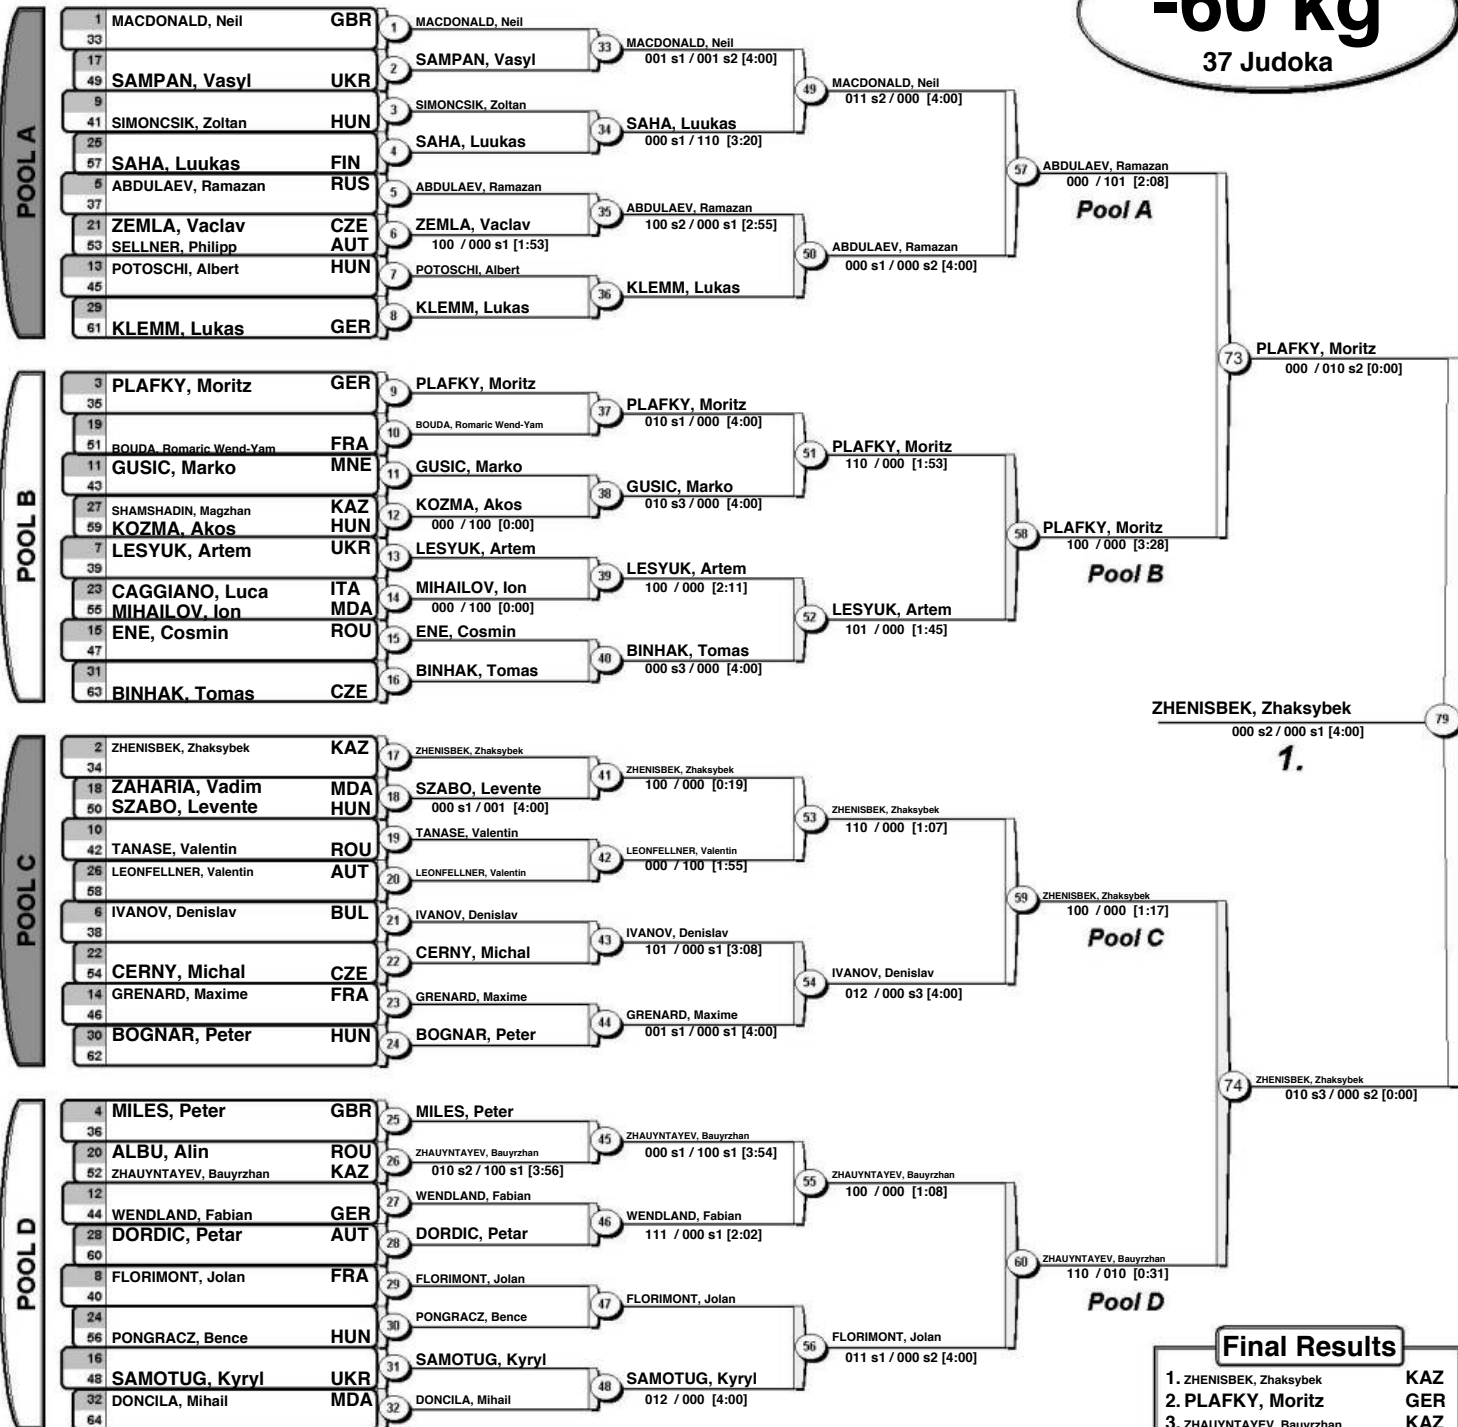 -60 kg
37 Judoka
POOL A
1 MACDONALD, Neil GBR
33
17
49 SAMPAN, Vasyl UKR
9
41 SIMONCSIK, Zoltan HUN
25
57 SAHA, Luukas FIN
5 ABDULAEV, Ramazan RUS
37
21 ZEMLA, Vaclav CZE
53 SELLNER, Philipp AUT
13 POTOSCHI, Albert HUN
45
29
61 KLEMM, Lukas GER
1 MACDONALD, Neil
2 SAMPAN, Vasyl
3 SIMONCSIK, Zoltan
4 SAHA, Luukas
5 ABDULAEV, Ramazan
6 ZEMLA, Vaclav
100 / 000 s1 [1:53]
7 POTOSCHI, Albert
8 KLEMM, Lukas
33 MACDONALD, Neil
001 s1 / 001 s2 [4:00]
34 SAHA, Luukas
000 s1 / 110 [3:20]
35 ABDULAEV, Ramazan
100 s2 / 000 s1 [2:55]
36 KLEMM, Lukas
49 MACDONALD, Neil
011 s2 / 000 [4:00]
50 ABDULAEV, Ramazan
000 s1 / 000 s2 [4:00]
57 ABDULAEV, Ramazan
000 / 101 [2:08]
Pool A
POOL B
3 PLAFKY, Moritz GER
35
19
51 BOUDA, Romaric Wend-Yam FRA
11 GUSIC, Marko MNE
43
27 SHAMSHADIN, Magzhan KAZ
59 KOZMA, Akos HUN
7 LESYUK, Artem UKR
39
23 CAGGIANO, Luca ITA
55 MIHAILOV, Ion MDA
15 ENE, Cosmin ROU
47
31
63 BINHAK, Tomas CZE
9 PLAFKY, Moritz
10 BOUDA, Romaric Wend-Yam
11 GUSIC, Marko
12 KOZMA, Akos
000 / 100 [0:00]
13 LESYUK, Artem
14 MIHAILOV, Ion
000 / 100 [0:00]
15 ENE, Cosmin
16 BINHAK, Tomas
37 PLAFKY, Moritz
010 s1 / 000 [4:00]
38 GUSIC, Marko
010 s3 / 000 [4:00]
39 LESYUK, Artem
100 / 000 [2:11]
40 BINHAK, Tomas
000 s3 / 000 [4:00]
51 PLAFKY, Moritz
110 / 000 [1:53]
52 LESYUK, Artem
101 / 000 [1:45]
58 PLAFKY, Moritz
100 / 000 [3:28]
Pool B
73 PLAFKY, Moritz
000 / 010 s2 [0:00]
ZHENISBEK, Zhaksybek 79
000 s2 / 000 s1 [4:00]
1.
POOL C
2 ZHENISBEK, Zhaksybek KAZ
34
18 ZAHARIA, Vadim MDA
50 SZABO, Levente HUN
10
42 TANASE, Valentin ROU
26 LEONFELLNER, Valentin AUT
58
6 IVANOV, Denislav BUL
38
22
54 CERNY, Michal CZE
14 GRENARD, Maxime FRA
46
30 BOGNAR, Peter HUN
62
17 ZHENISBEK, Zhaksybek
18 SZABO, Levente
000 s1 / 001 [4:00]
19 TANASE, Valentin
20 LEONFELLNER, Valentin
21 IVANOV, Denislav
22 CERNY, Michal
23 GRENARD, Maxime
24 BOGNAR, Peter
41 ZHENISBEK, Zhaksybek
100 / 000 [0:19]
42 LEONFELLNER, Valentin
000 / 100 [1:55]
43 IVANOV, Denislav
101 / 000 s1 [3:08]
44 GRENARD, Maxime
001 s1 / 000 s1 [4:00]
53 ZHENISBEK, Zhaksybek
110 / 000 [1:07]
54 IVANOV, Denislav
012 / 000 s3 [4:00]
59 ZHENISBEK, Zhaksybek
100 / 000 [1:17]
Pool C
74 ZHENISBEK, Zhaksybek
010 s3 / 000 s2 [0:00]
POOL D
4 MILES, Peter GBR
36
20 ALBU, Alin ROU
52 ZHAUYNTAYEV, Bauyrzhan KAZ
12
44 WENDLAND, Fabian GER
28 DORDIC, Petar AUT
60
8 FLORIMONT, Jolan FRA
40
24
56 PONGRACZ, Bence HUN
16
48 SAMOTUG, Kyryl UKR
32 DONCILA, Mihail MDA
64
25 MILES, Peter
26 ZHAUYNTAYEV, Bauyrzhan
010 s2 / 100 s1 [3:56]
27 WENDLAND, Fabian
28 DORDIC, Petar
29 FLORIMONT, Jolan
30 PONGRACZ, Bence
31 SAMOTUG, Kyryl
32 DONCILA, Mihail
45 ZHAUYNTAYEV, Bauyrzhan
000 s1 / 100 s1 [3:54]
46 WENDLAND, Fabian
111 / 000 s1 [2:02]
47 FLORIMONT, Jolan
48 SAMOTUG, Kyryl
012 / 000 [4:00]
55 ZHAUYNTAYEV, Bauyrzhan
100 / 000 [1:08]
56 FLORIMONT, Jolan
011 s1 / 000 s2 [4:00]
60 ZHAUYNTAYEV, Bauyrzhan
110 / 010 [0:31]
Pool D
Final Results
1. ZHENISBEK, Zhaksybek KAZ
2. PLAFKY, Moritz GER
3. ZHAUYNTAYEV, Bauyrzhan KAZ